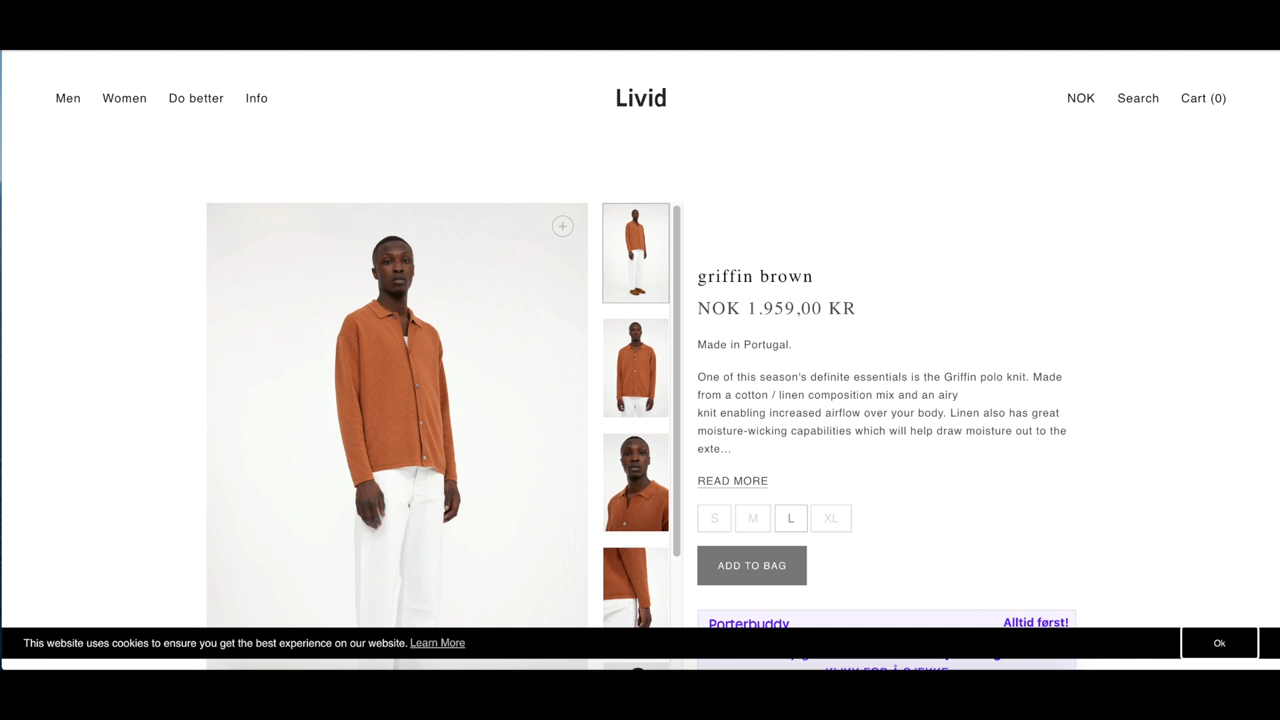 Men Women Do better Info
Livid
NOK Search Cart (0)
griffin brown
NOK 1.959,00 KR
Made in Portugal.
One of this season's definite essentials is the Griffin polo knit. Made
from a cotton / linen composition mix and an airy
knit enabling increased airflow over your body. Linen also has great
moisture-wicking capabilities which will help draw moisture out to the
exte...
READ MORE
S M L XL
ADD TO BAG
Porterbuddy
Alltid først!
This website uses cookies to ensure you get the best experience on our website. Learn More
Ok